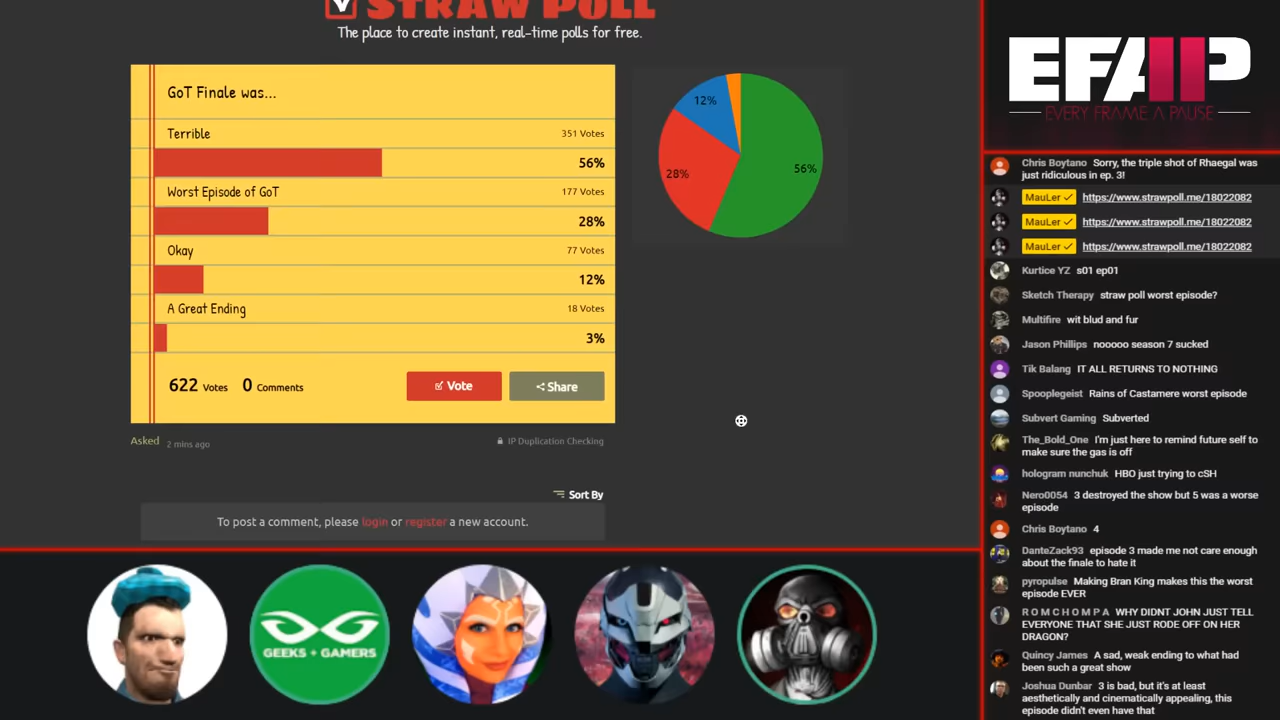 STRAW POLL
The place to create instant, real-time polls for free.
GoT Finale was...
Terrible
351 Votes
56%
Worst Episode of GoT
177 Votes
28%
Okay
77 Votes
12%
A Great Ending
18 Votes
3%
622 Votes 0 Comments
Vote
Share
Asked 2 mins ago
IP Duplication Checking
Sort By
To post a comment, please login or register a new account.
12%
28%
56%
GEEKS + GAMERS
EFAP
EVERY FRAME A PAUSE
Chris Boytano Sorry, the triple shot of Rhaegal was
just ridiculous in ep. 3!
MauLer https://www.strawpoll.me/18022082
MauLer https://www.strawpoll.me/18022082
MauLer https://www.strawpoll.me/18022082
Kurtice YZ s01 ep01
Sketch Therapy straw poll worst episode?
Multifire wit blud and fur
Jason Phillips nooooo season 7 sucked
Tik Balang IT ALL RETURNS TO NOTHING
Spooplegeist Rains of Castamere worst episode
Subvert Gaming Subverted
The_Bold_One I'm just here to remind future self to
make sure the gas is off
hologram nunchuk HBO just trying to cSH
Nero0054 3 destroyed the show but 5 was a worse
episode
Chris Boytano 4
DanteZack93 episode 3 made me not care enough
about the finale to hate it
pyropulse Making Bran King makes this the worst
episode EVER
R O M C H O M P A WHY DIDNT JOHN JUST TELL
EVERYONE THAT SHE JUST RODE OFF ON HER
DRAGON?
Quincy James A sad, weak ending to what had
been such a great show
Joshua Dunbar 3 is bad, but it's at least
aesthetically and cinematically appealing, this
episode didn't even have that